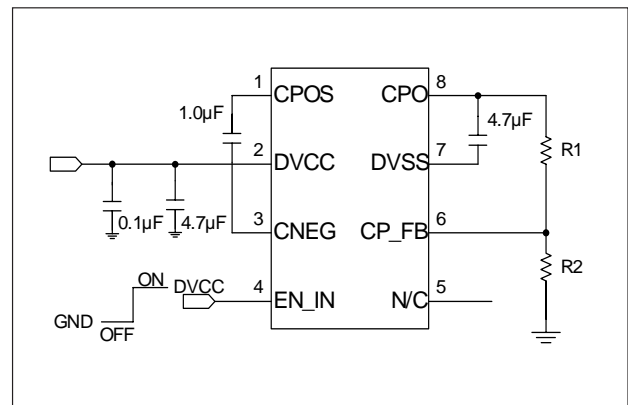 1 CPOS CPO 8
1.0µF 4.7µF
2 DVCC DVSS 7 R1
0.1µF 4.7µF
3 CNEG CP_FB 6
R2
ON DVCC 4 EN_IN N/C 5
GND OFF